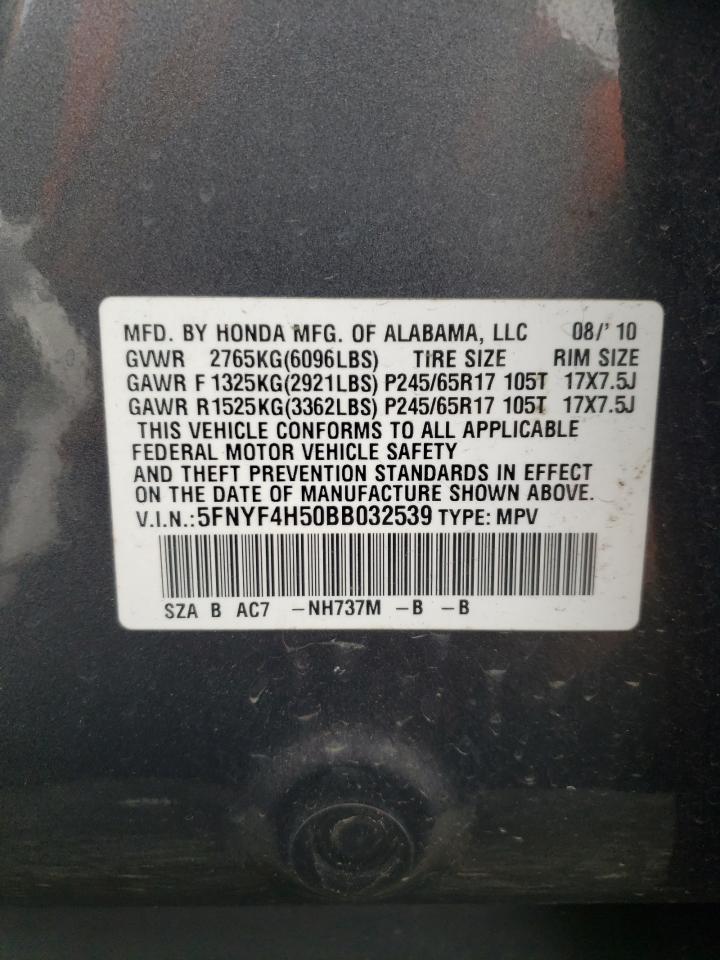 MFD. BY HONDA MFG. OF ALABAMA, LLC 08/' 10
GVWR 2765KG(6096LBS) TIRE SIZE RIM SIZE
GAWR F 1325KG(2921LBS) P245/65R17 105T 17X7.5J
GAWR R1525KG(3362LBS) P245/65R17 105T 17X7.5J
THIS VEHICLE CONFORMS TO ALL APPLICABLE
FEDERAL MOTOR VEHICLE SAFETY
AND THEFT PREVENTION STANDARDS IN EFFECT
ON THE DATE OF MANUFACTURE SHOWN ABOVE.
V.I.N.:5FNYF4H50BB032539 TYPE: MPV
SZA B AC7 -NH737M -B -B